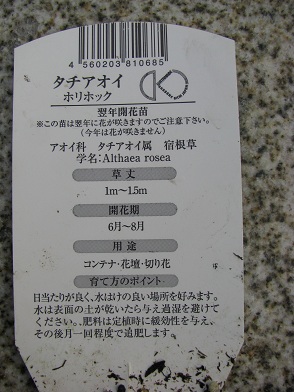 4 560203 810685
タチアオイ
ホリホック
翌年開花苗
※この苗は翌年に花が咲きますのでご注意下さい。
（今年は花が咲きません）
アオイ科 タチアオイ属 宿根草
学名:Althaea rosea
草丈
1m〜1.5m
開花期
6月〜8月
用途
コンテナ・花壇・切り花
育て方のポイント
日当たりが良く、水はけの良い場所を好みます。
水は表面の土が乾いたら与え過湿を避けて
ください。肥料は定植時に緩効性を与え、
その後月一回程度で追肥します。